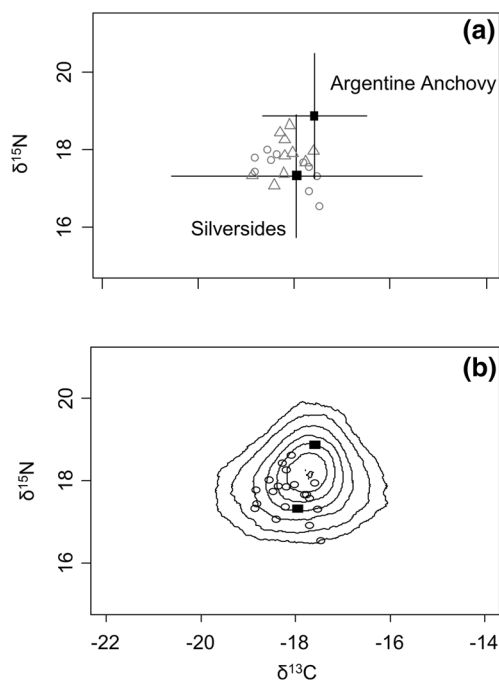 (a)
20
18
16
δ15N
Argentine Anchovy
Silversides
(b)
20
18
16
δ15N
-22 -20 -18 -16 -14
δ13C